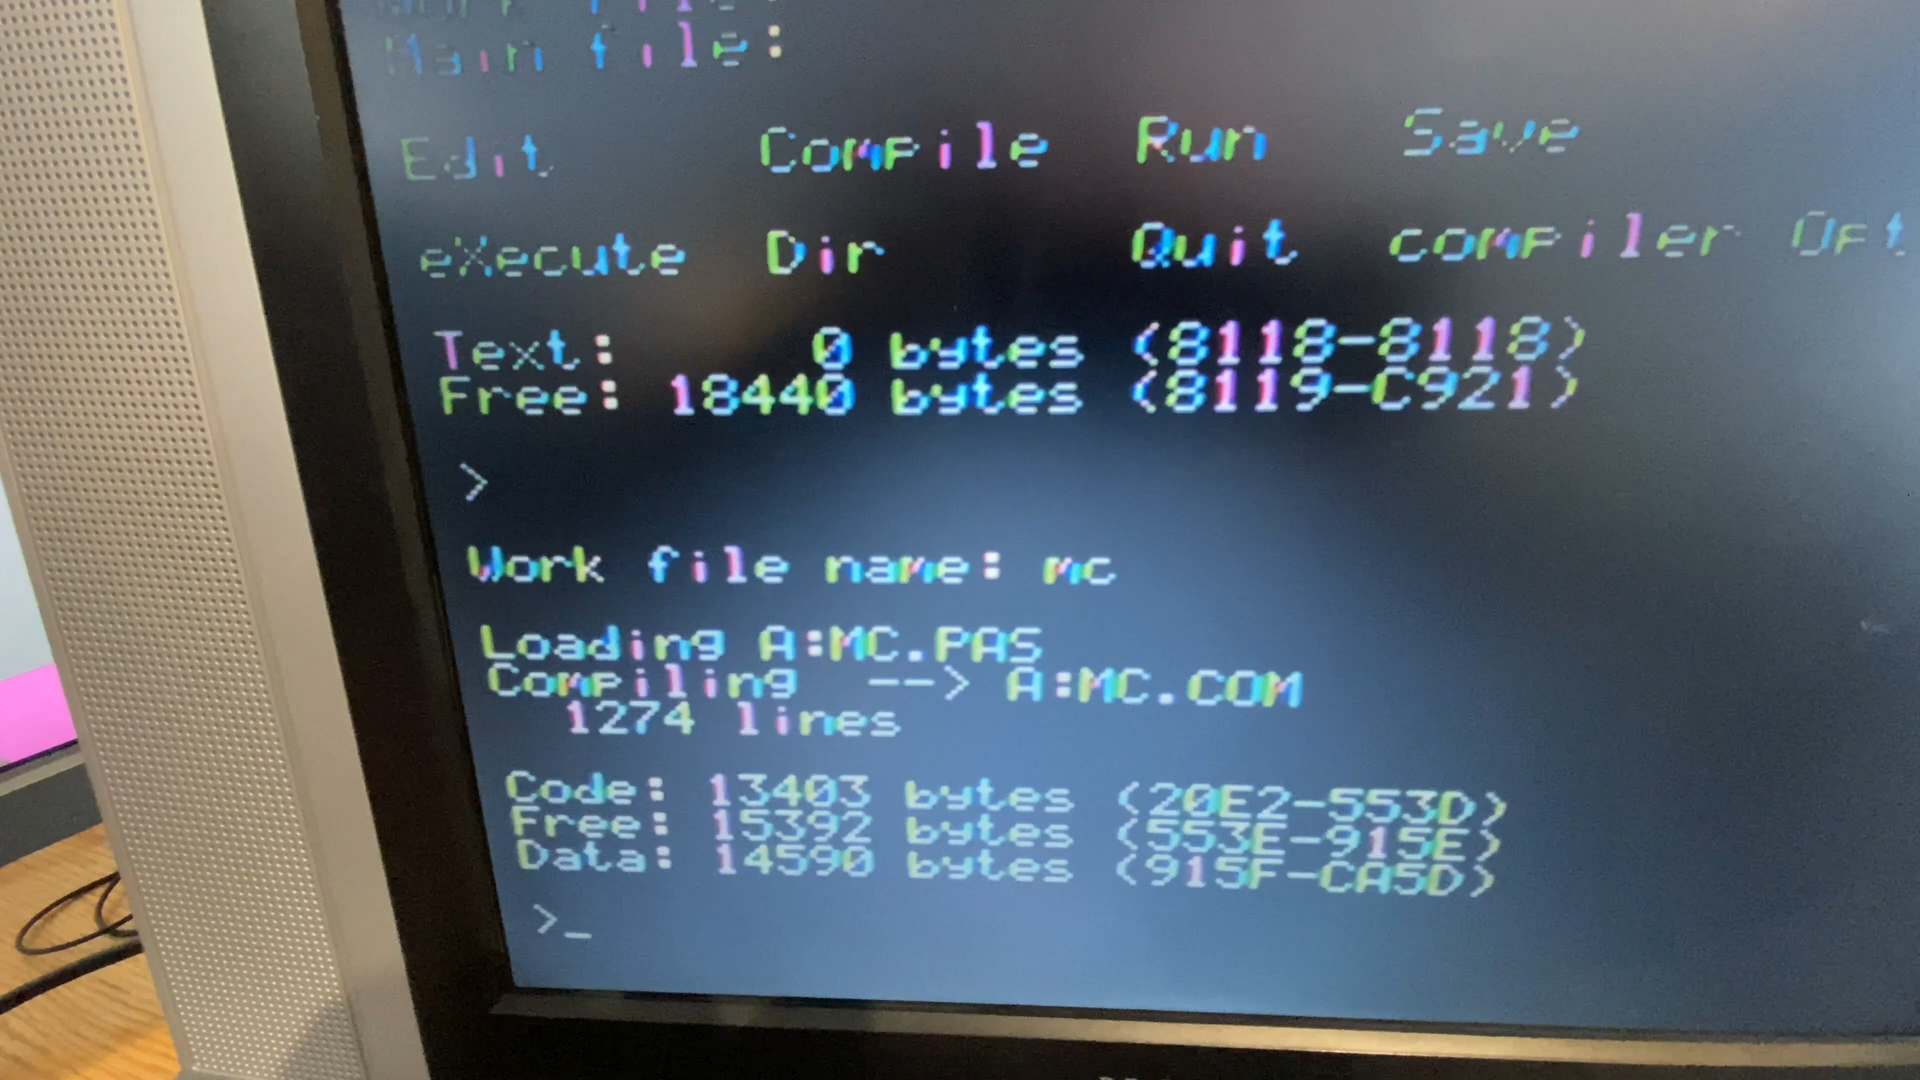 Work file:
Main file:
Edit Compile Run Save
eXecute Dir Quit compiler Opt
Text: 0 bytes (8118-8118)
Free: 18440 bytes (8119-C921)
>
Work file name: mc
Loading A:MC.PAS
Compiling --> A:MC.COM
1274 lines
Code: 13403 bytes (20E2-553D)
Free: 15392 bytes (553E-915E)
Data: 14590 bytes (915F-CA5D)
>_